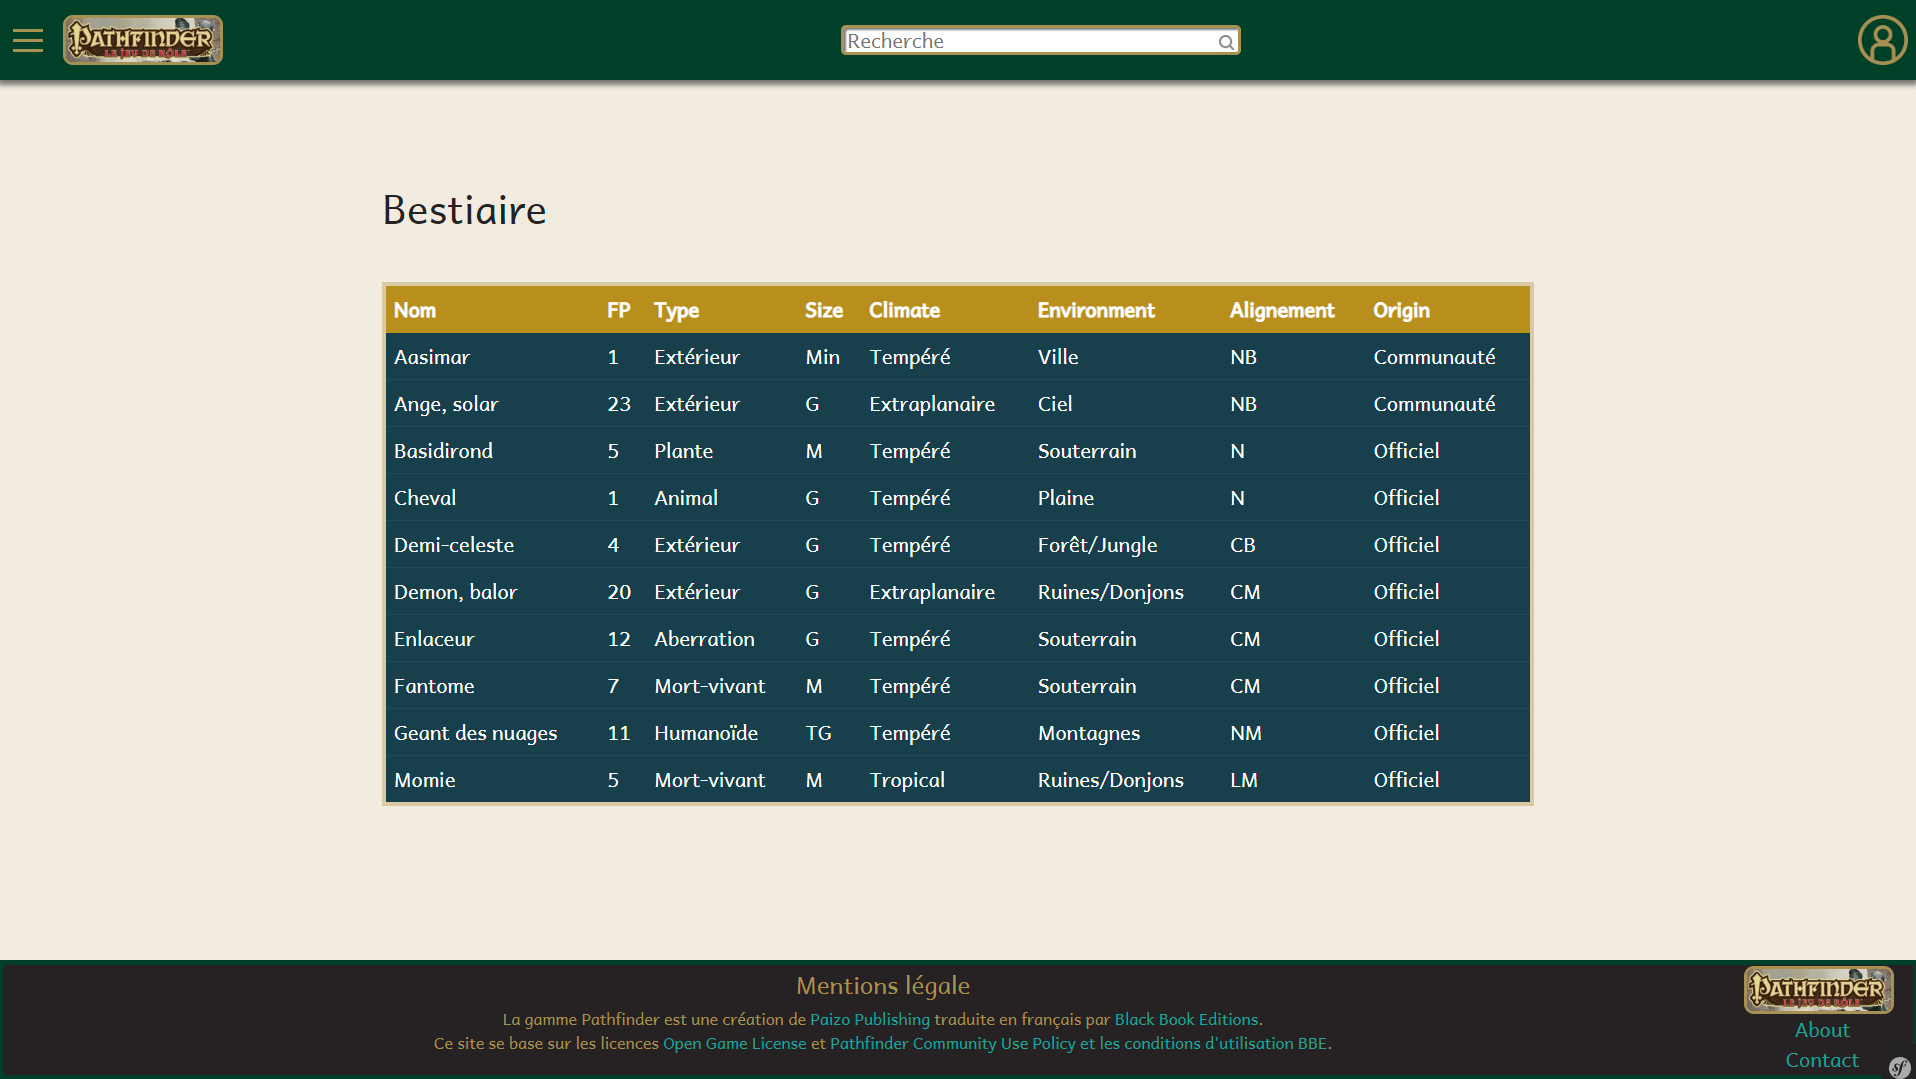 PATHFINDER
LE JEU DE RÔLE
Recherche
Bestiaire
Nom FP Type Size Climate Environment Alignement Origin
Aasimar 1 Extérieur Min Tempéré Ville NB Communauté
Ange, solar 23 Extérieur G Extraplanaire Ciel NB Communauté
Basidirond 5 Plante M Tempéré Souterrain N Officiel
Cheval 1 Animal G Tempéré Plaine N Officiel
Demi-celeste 4 Extérieur G Tempéré Forêt/Jungle CB Officiel
Demon, balor 20 Extérieur G Extraplanaire Ruines/Donjons CM Officiel
Enlaceur 12 Aberration G Tempéré Souterrain CM Officiel
Fantome 7 Mort-vivant M Tempéré Souterrain CM Officiel
Geant des nuages 11 Humanoïde TG Tempéré Montagnes NM Officiel
Momie 5 Mort-vivant M Tropical Ruines/Donjons LM Officiel
Mentions légale
La gamme Pathfinder est une création de Paizo Publishing traduite en français par Black Book Editions.
Ce site se base sur les licences Open Game License et Pathfinder Community Use Policy et les conditions d'utilisation BBE.
PATHFINDER
LE JEU DE RÔLE
About
Contact
sf